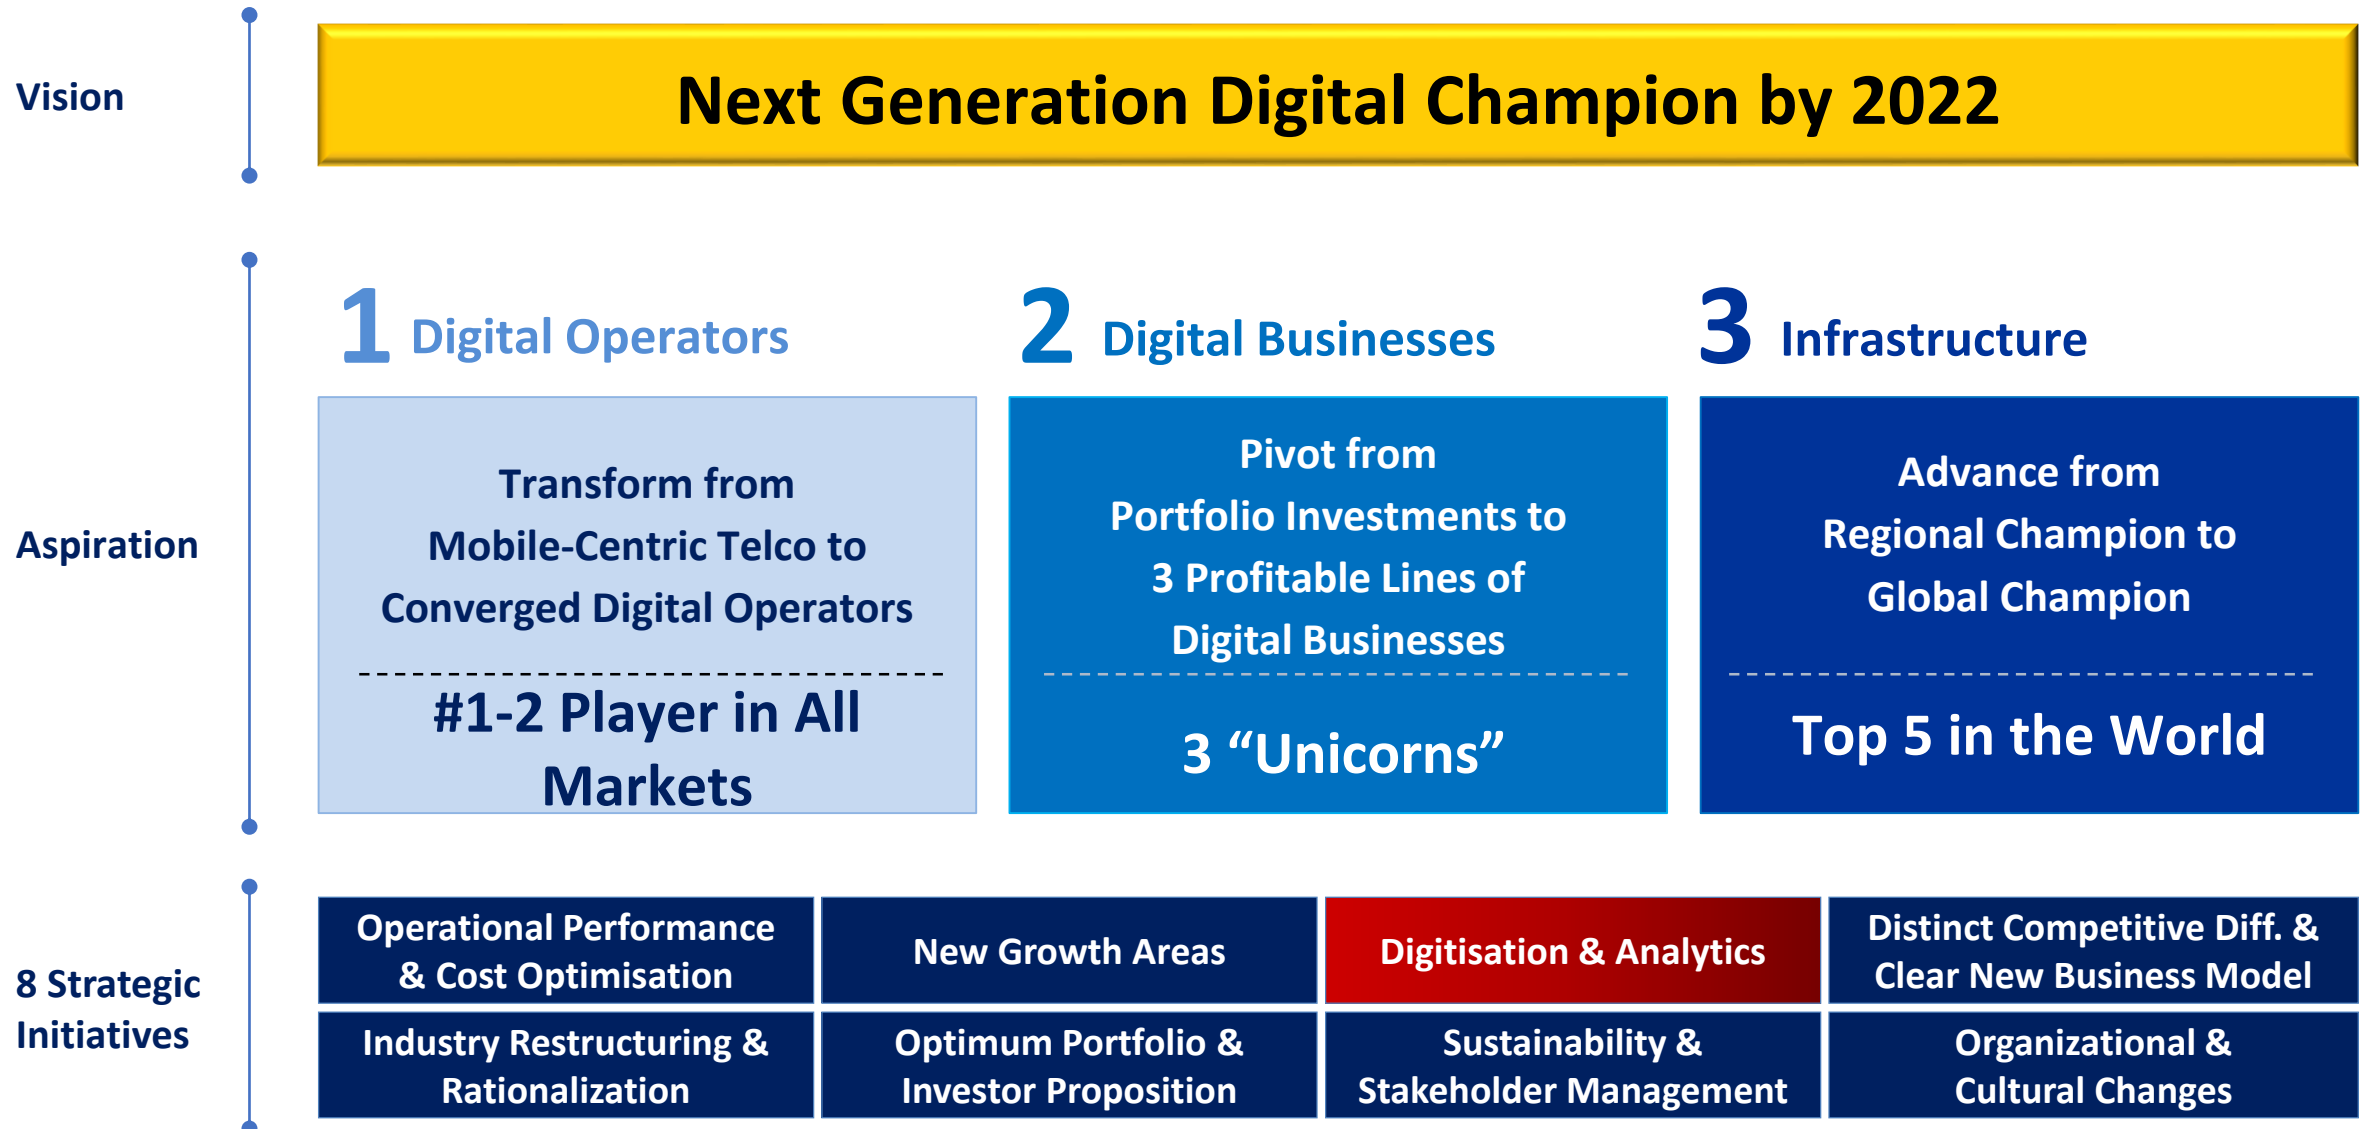 Vision
Next Generation Digital Champion by 2022
Aspiration
1 Digital Operators
Transform from
Mobile-Centric Telco to
Converged Digital Operators
#1-2 Player in All
Markets
2 Digital Businesses
Pivot from
Portfolio Investments to
3 Profitable Lines of
Digital Businesses
3 “Unicorns”
3 Infrastructure
Advance from
Regional Champion to
Global Champion
Top 5 in the World
8 Strategic
Initiatives
Operational Performance
& Cost Optimisation
New Growth Areas
Digitisation & Analytics
Distinct Competitive Diff. &
Clear New Business Model
Industry Restructuring &
Rationalization
Optimum Portfolio &
Investor Proposition
Sustainability &
Stakeholder Management
Organizational &
Cultural Changes